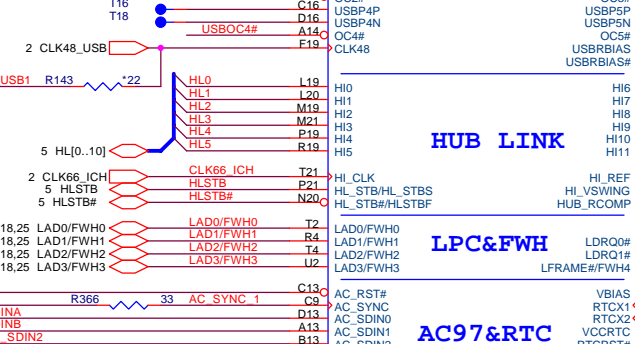 T16 C16 OC2# OC3#
USBP4P USBP5P
T18 D16 USBP4N USBP5N
USBOC4# A14 OC4# OC5#
2 CLK48_USB F19 CLK48 USBRBIAS
USBRBIAS#
USB1 R143 *22
HL0 L19 HI0 HI6
HL1 L20 HI1 HI7
HL2 M19 HI2 HI8
HL3 M21 HI3 HI9
HL4 P19 HI4 HI10
HL5 R19 HI5 HI11
HUB LINK
5 HL[0..10]
2 CLK66_ICH CLK66_ICH T21 HI_CLK HI_REF
5 HLSTB HLSTB P21 HL_STB/HL_STBS HI_VSWING
5 HLSTB# HLSTB# N20 HL_STB#/HLSTBF HUB_RCOMP
18,25 LAD0/FWH0 LAD0/FWH0 T2 LAD0/FWH0
18,25 LAD1/FWH1 LAD1/FWH1 R4 LAD1/FWH1 LDRQ0#
LPC&FWH
18,25 LAD2/FWH2 LAD2/FWH2 T4 LAD2/FWH2 LDRQ1#
18,25 LAD3/FWH3 LAD3/FWH3 U2 LAD3/FWH3 LFRAME#/FWH4
C13 AC_RST# VBIAS
R366 33 AC_SYNC_1 C9 AC_SYNC RTCX1
INA D13 AC_SDIN0 RTCX2
INB A13 AC_SDIN1 VCCRTC
AC97&RTC
_SDIN2 B13 AC_SDIN2 RTCRST#